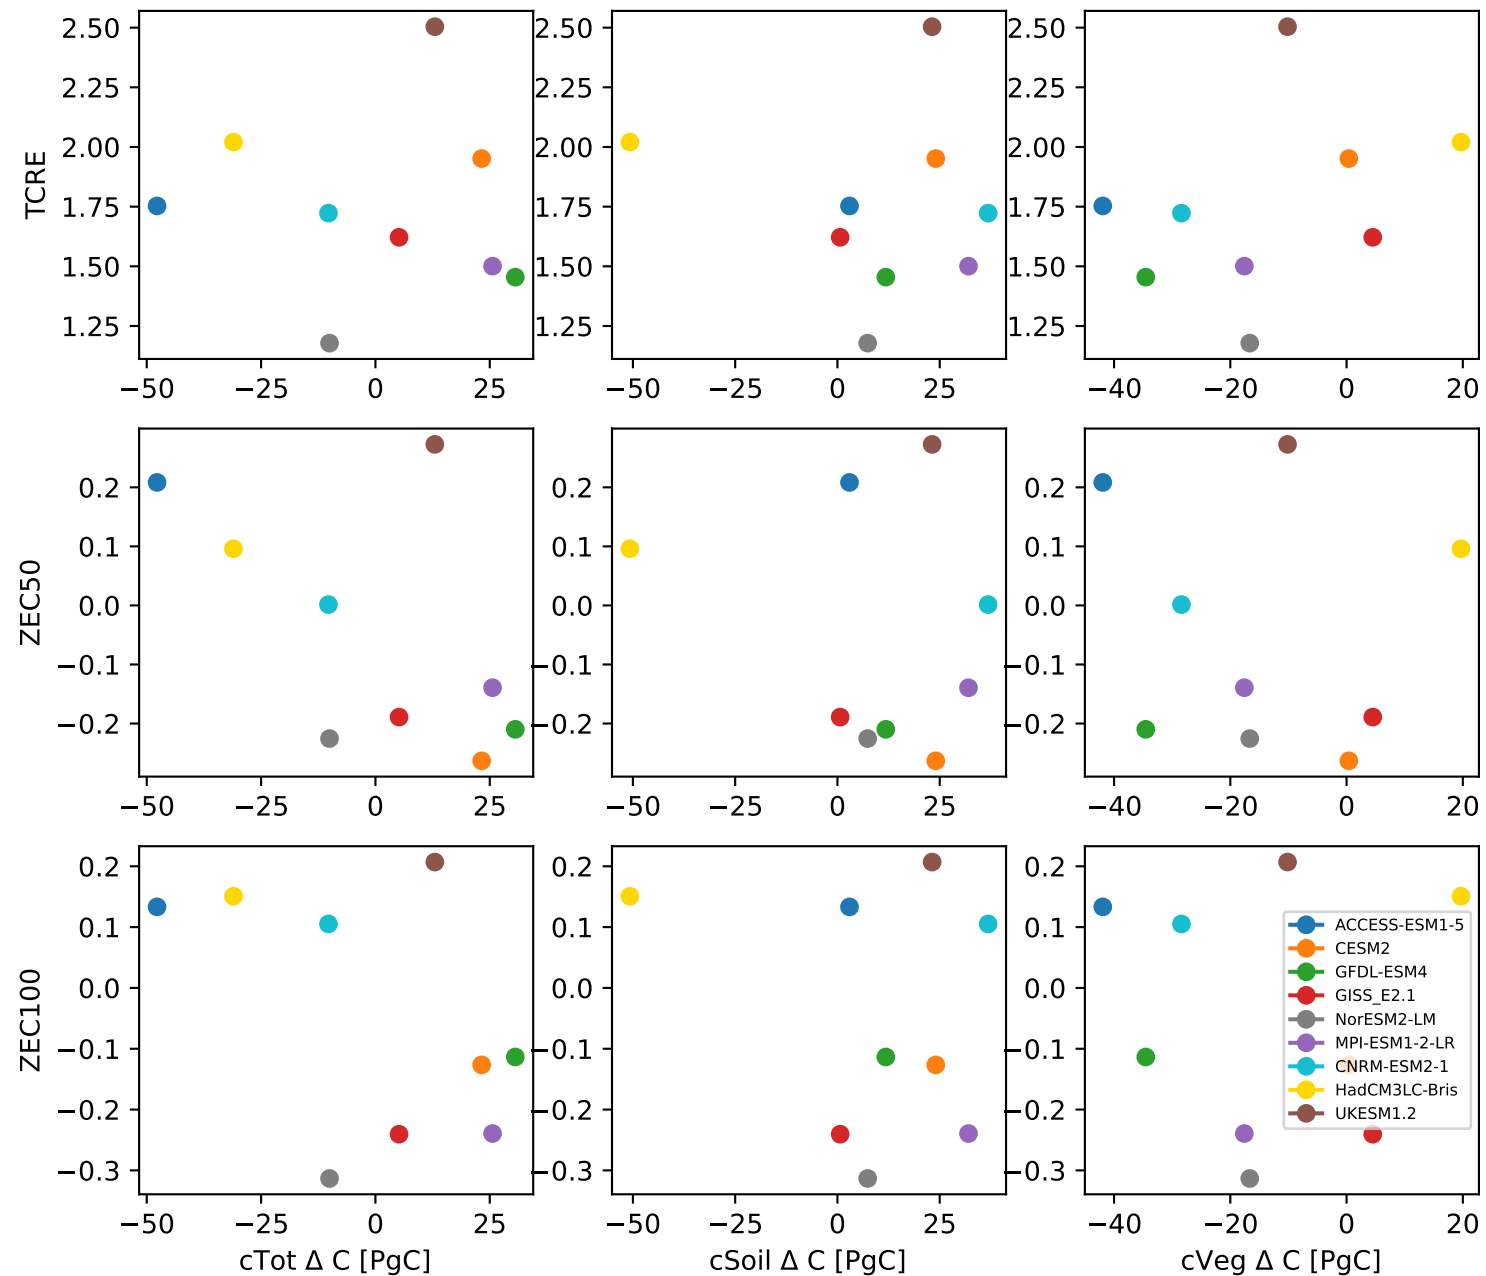 TCRE
2.50
2.25
2.00
1.75
1.50
1.25
−50 −25 0 25
2.50
2.25
2.00
1.75
1.50
1.25
−50 −25 0 25
2.50
2.25
2.00
1.75
1.50
1.25
−40 −20 0 20
ZEC50
0.2
0.1
0.0
−0.1
−0.2
−50 −25 0 25
0.2
0.1
0.0
−0.1
−0.2
−50 −25 0 25
0.2
0.1
0.0
−0.1
−0.2
−40 −20 0 20
ZEC100
0.2
0.1
0.0
−0.1
−0.2
−0.3
−50 −25 0 25
cTot Δ C [PgC]
0.2
0.1
0.0
−0.1
−0.2
−0.3
−50 −25 0 25
cSoil Δ C [PgC]
0.2
0.1
0.0
−0.1
−0.2
−0.3
ACCESS-ESM1-5
CESM2
GFDL-ESM4
GISS_E2.1
NorESM2-LM
MPI-ESM1-2-LR
CNRM-ESM2-1
HadCM3LC-Bris
UKESM1.2
−40 −20 0 20
cVeg Δ C [PgC]